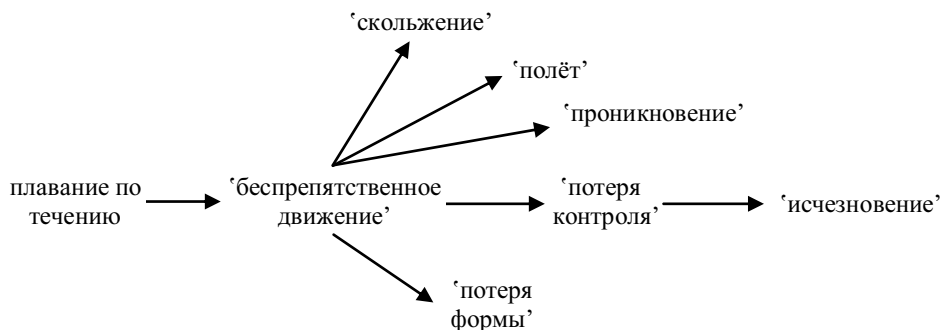 ‛скольжение’
‛полёт’
‛проникновение’
плавание по
течению
‛беспрепятственное
движение’
‛потеря
контроля’
‛исчезновение’
‛потеря
формы’